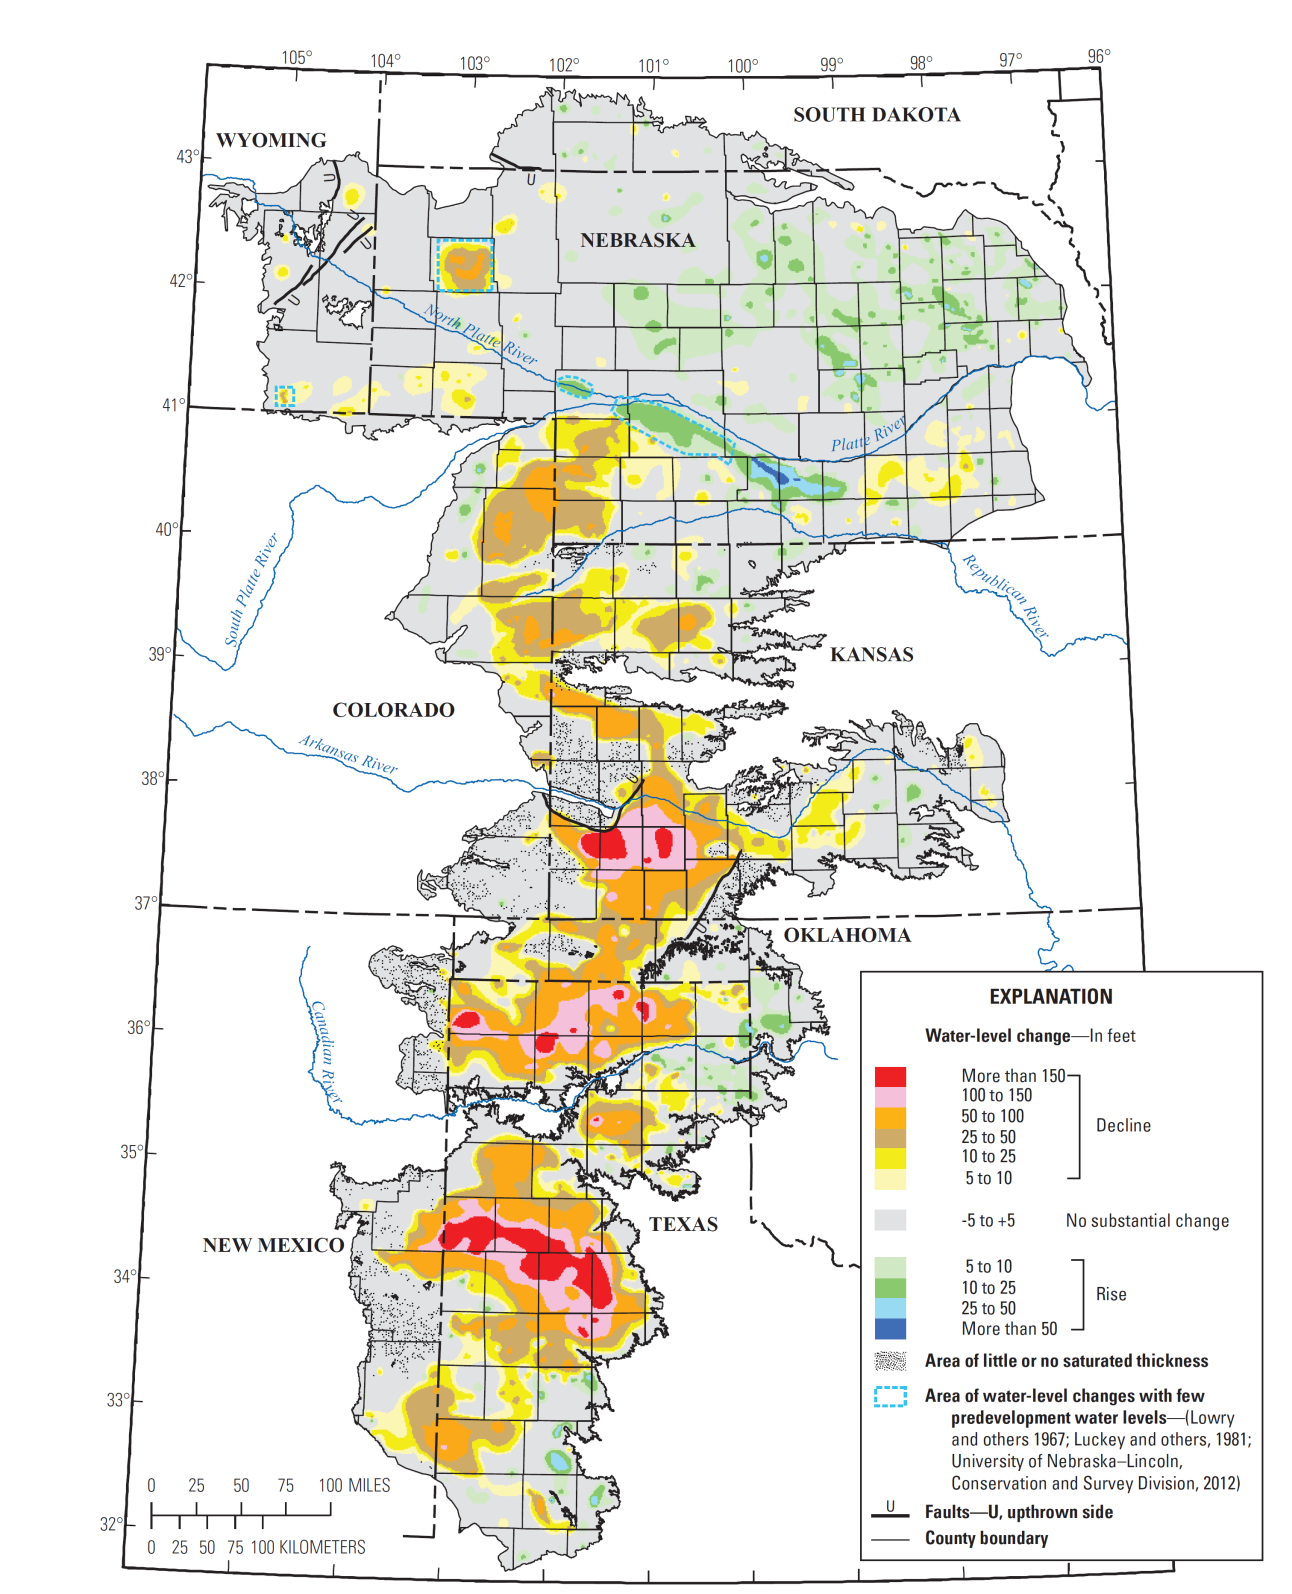 105° 104° 103° 102° 101° 100° 99° 98° 97° 96°
SOUTH DAKOTA
WYOMING
43°
U
U
NEBRASKA
U
U
42°
U
North Platte River
41°
Platte River
40°
South Platte River
Republican River
39°
KANSAS
COLORADO
Arkansas River
38°
U
37°
U
OKLAHOMA
Canadian River
36°
35°
TEXAS
NEW MEXICO
34°
33°
32°
EXPLANATION
Water-level change—In feet
More than 150
100 to 150
50 to 100
25 to 50
10 to 25
5 to 10
Decline
-5 to +5 No substantial change
5 to 10
10 to 25
25 to 50
More than 50
Rise
Area of little or no saturated thickness
Area of water-level changes with few
predevelopment water levels—(Lowry
and others 1967; Luckey and others, 1981;
University of Nebraska–Lincoln,
Conservation and Survey Division, 2012)
U
Faults—U, upthrown side
County boundary
0 25 50 75 100 MILES
0 25 50 75 100 KILOMETERS